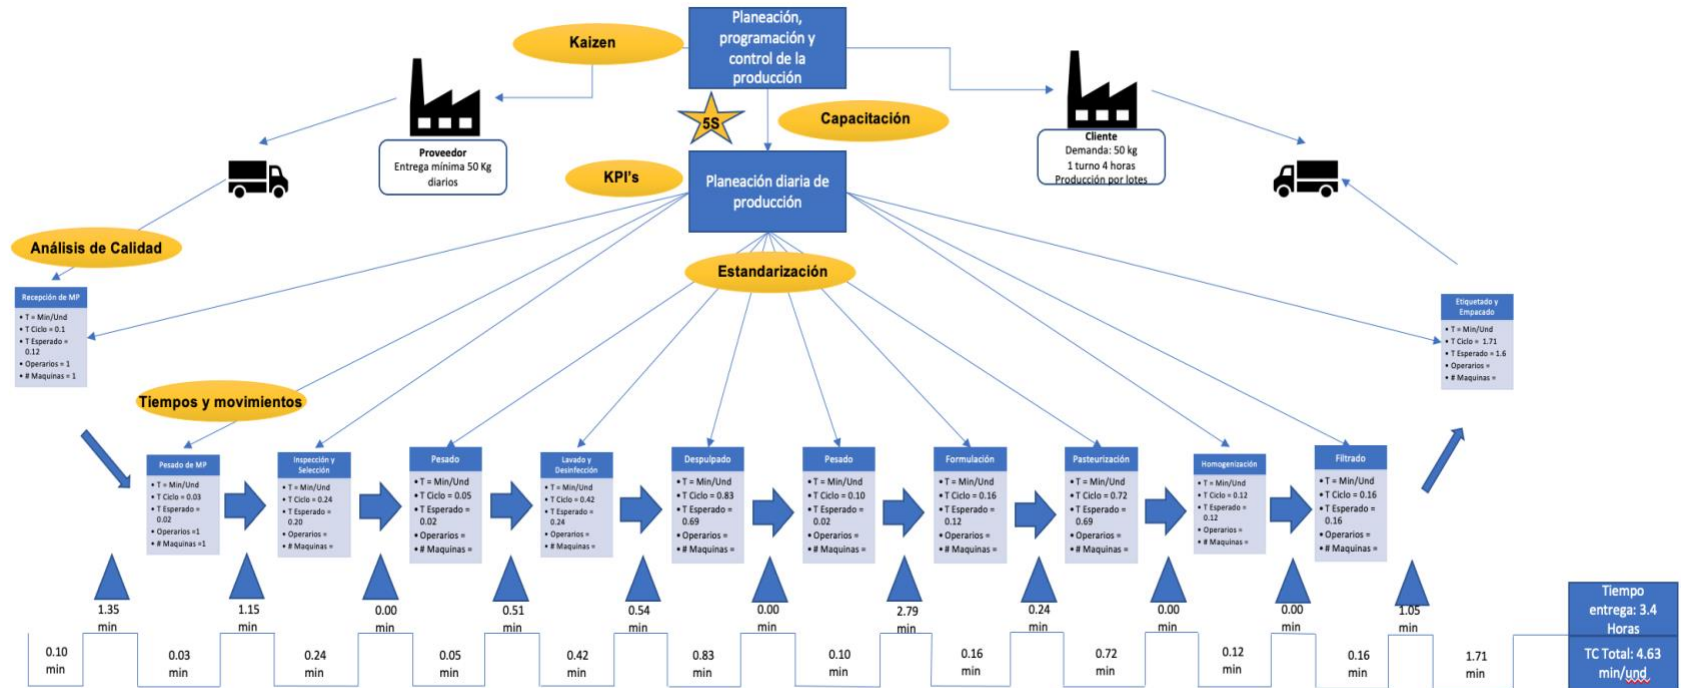 Planeación,
programación y
control de la
producción
Kaizen
5S
Capacitación
Proveedor
Entrega mínima 50 Kg
diarios
Cliente
Demanda: 50 kg
1 turno 4 horas
Producción por lotes
KPI's
Planeación diaria de
producción
Análisis de Calidad
Estandarización
Recepción de MP
• T = Min/Und
• T Ciclo = 0.1
• T Esperado =
0.12
• Operarios = 1
• # Maquinas = 1
Etiquetado y
Empacado
• T = Min/Und
• T Ciclo = 1.71
• T Esperado = 1.6
• Operarios =
• # Maquinas =
Tiempos y movimientos
Pesado de MP
• T = Min/Und
• T Ciclo = 0.03
• T Esperado =
0.02
• Operarios =1
• # Maquinas =1
Inspección y
Selección
• T = Min/Und
• T Ciclo = 0.24
• T Esperado =
0.20
• Operarios =
• # Maquinas =
Pesado
• T = Min/Und
• T Ciclo = 0.05
• T Esperado =
0.02
• Operarios =
• # Maquinas =
Lavado y
Desinfección
• T = Min/Und
• T Ciclo = 0.42
• T Esperado =
0.24
• Operarios =
• # Maquinas =
Despulpado
• T = Min/Und
• T Ciclo = 0.83
• T Esperado =
0.69
• Operarios =
• # Maquinas =
Pesado
• T = Min/Und
• T Ciclo = 0.10
• T Esperado =
0.02
• Operarios =
• # Maquinas =
Formulación
• T = Min/Und
• T Ciclo = 0.16
• T Esperado =
0.12
• Operarios =
• # Maquinas =
Pasteurización
• T = Min/Und
• T Ciclo = 0.72
• T Esperado =
0.69
• Operarios =
• # Maquinas =
Homogenización
• T = Min/Und
• T Ciclo = 0.12
• T Esperado =
0.12
• Operarios =
• # Maquinas =
Filtrado
• T = Min/Und
• T Ciclo = 0.16
• T Esperado =
0.16
• Operarios =
• # Maquinas =
1.35
min
1.15
min
0.00
min
0.51
min
0.54
min
0.00
min
2.79
min
0.24
min
0.00
min
0.00
min
1.05
min
0.10
min
0.03
min
0.24
min
0.05
min
0.42
min
0.83
min
0.10
min
0.16
min
0.72
min
0.12
min
0.16
min
1.71
min
Tiempo
entrega: 3.4
Horas
TC Total: 4.63
min/und